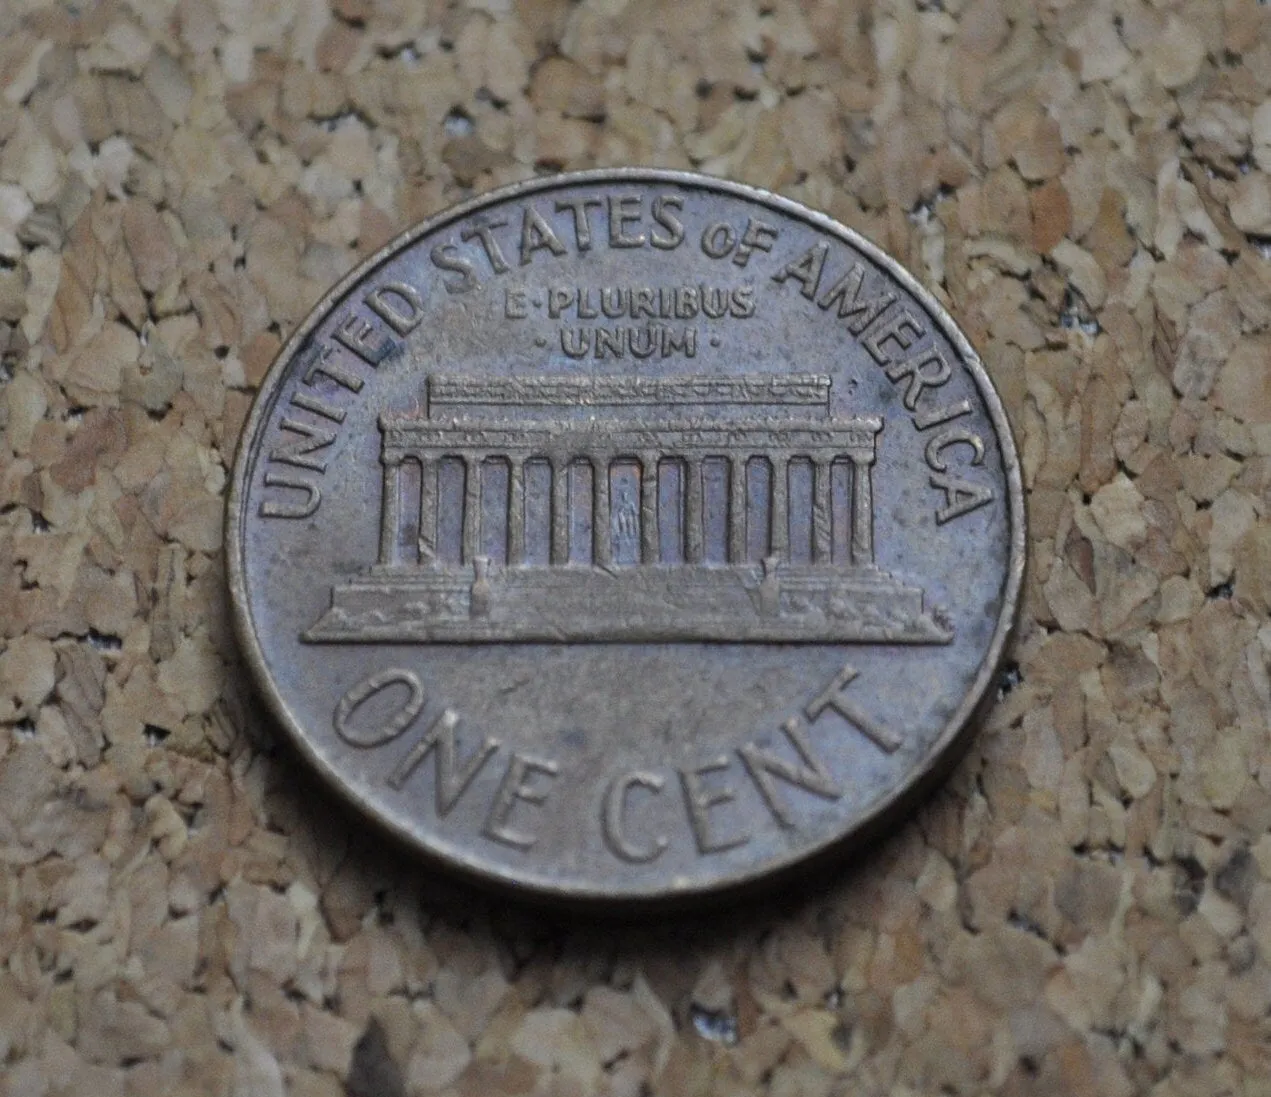 UNITED STATES OF AMERICA
E·PLURIBUS
·UNUM·
ONE CENT